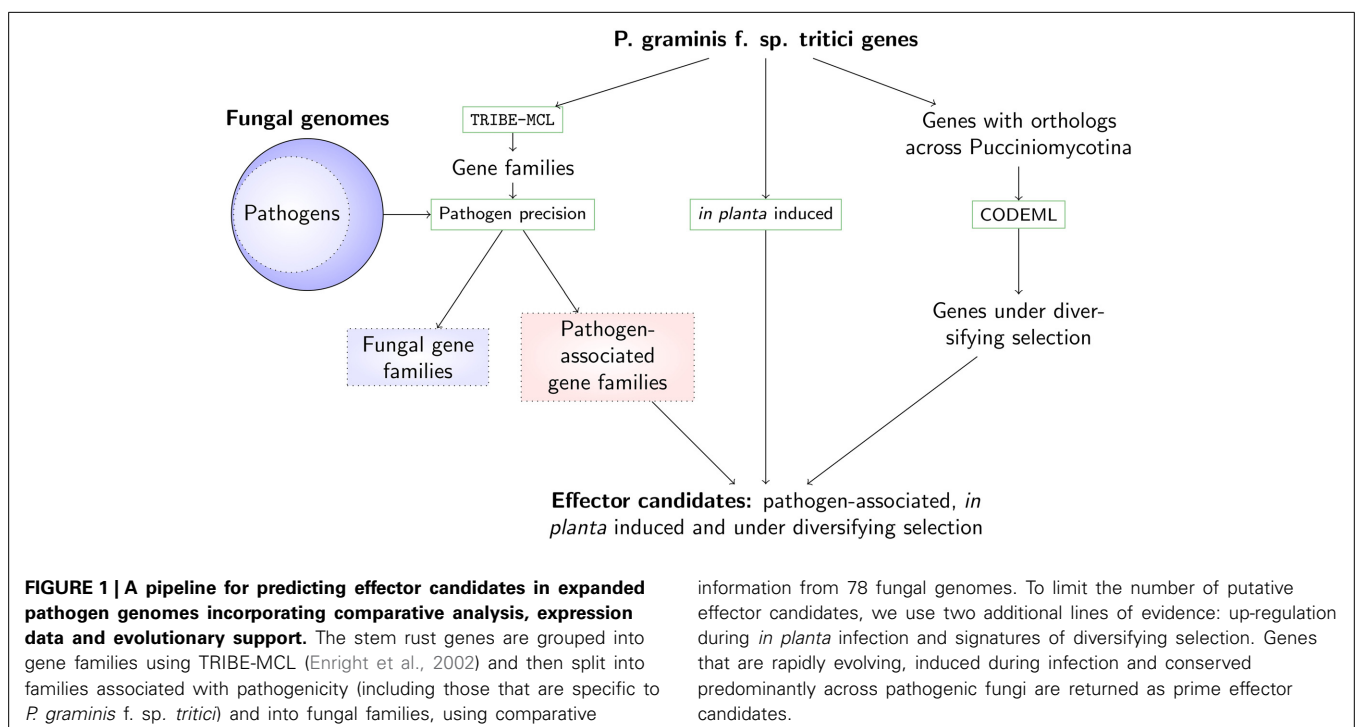 P. graminis f. sp. tritici genes
Fungal genomes
Pathogens
TRIBE-MCL
Gene families
Pathogen precision
in planta induced
Genes with orthologs
across Pucciniomycotina
CODEML
Fungal gene
families
Pathogen-
associated
gene families
Genes under diver-
sifying selection
Effector candidates: pathogen-associated, in
planta induced and under diversifying selection
FIGURE 1 | A pipeline for predicting effector candidates in expanded
pathogen genomes incorporating comparative analysis, expression
data and evolutionary support. The stem rust genes are grouped into
gene families using TRIBE-MCL (Enright et al., 2002) and then split into
families associated with pathogenicity (including those that are specific to
P. graminis f. sp. tritici) and into fungal families, using comparative
information from 78 fungal genomes. To limit the number of putative
effector candidates, we use two additional lines of evidence: up-regulation
during in planta infection and signatures of diversifying selection. Genes
that are rapidly evolving, induced during infection and conserved
predominantly across pathogenic fungi are returned as prime effector
candidates.